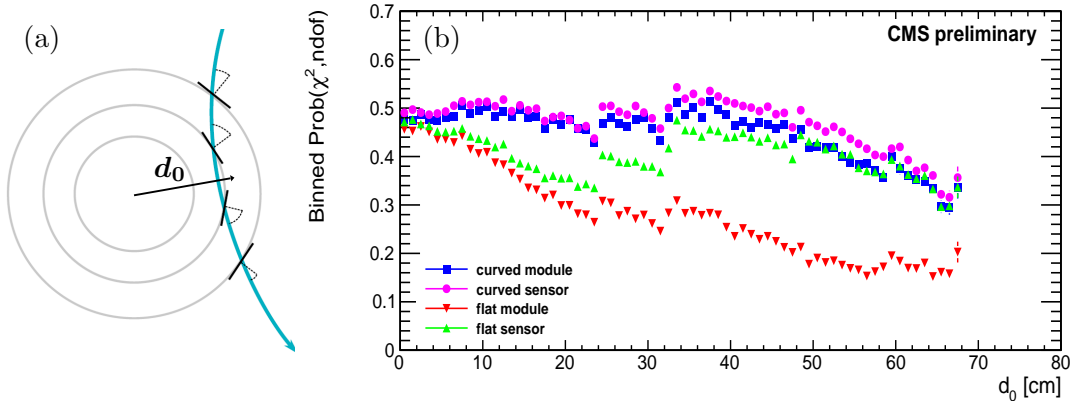 (a)
d0
(b)
CMS preliminary
Binned Prob(χ²,ndof)
0.7
0.6
0.5
0.4
0.3
0.2
0.1
0
curved module
curved sensor
flat module
flat sensor
0 10 20 30 40 50 60 70 80
d0 [cm]